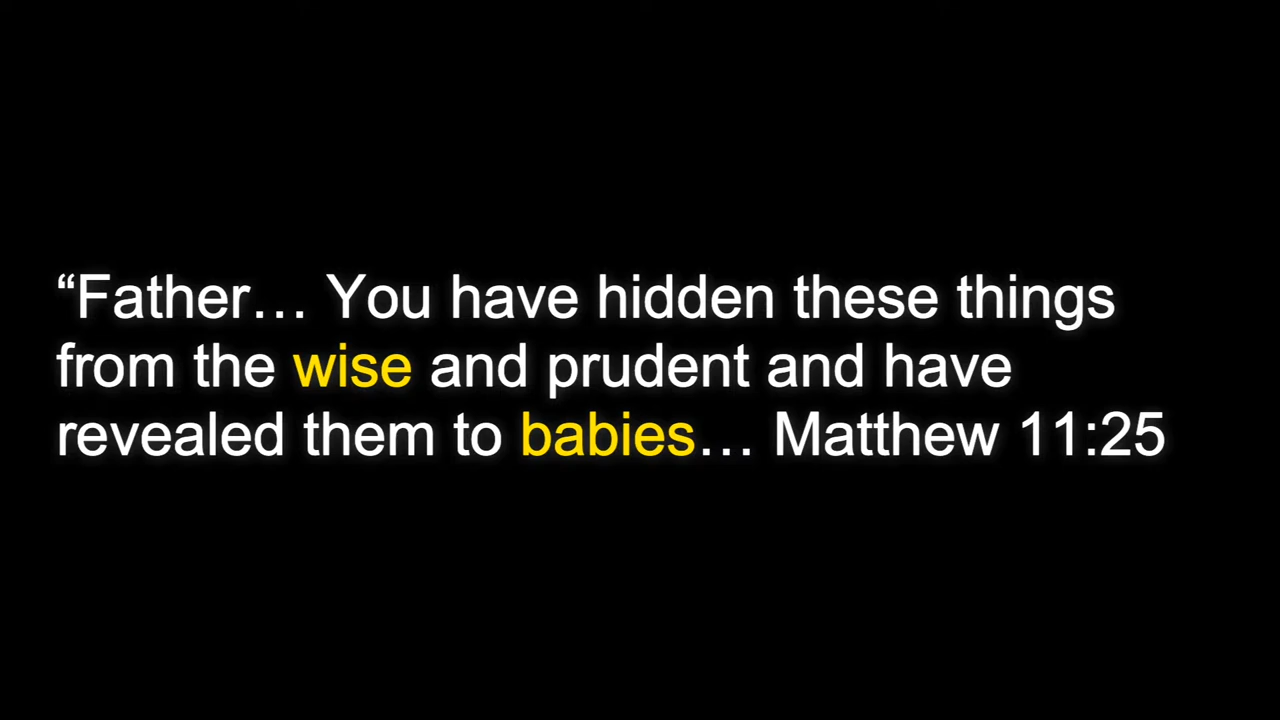 “Father… You have hidden these things
from the wise and prudent and have
revealed them to babies… Matthew 11:25